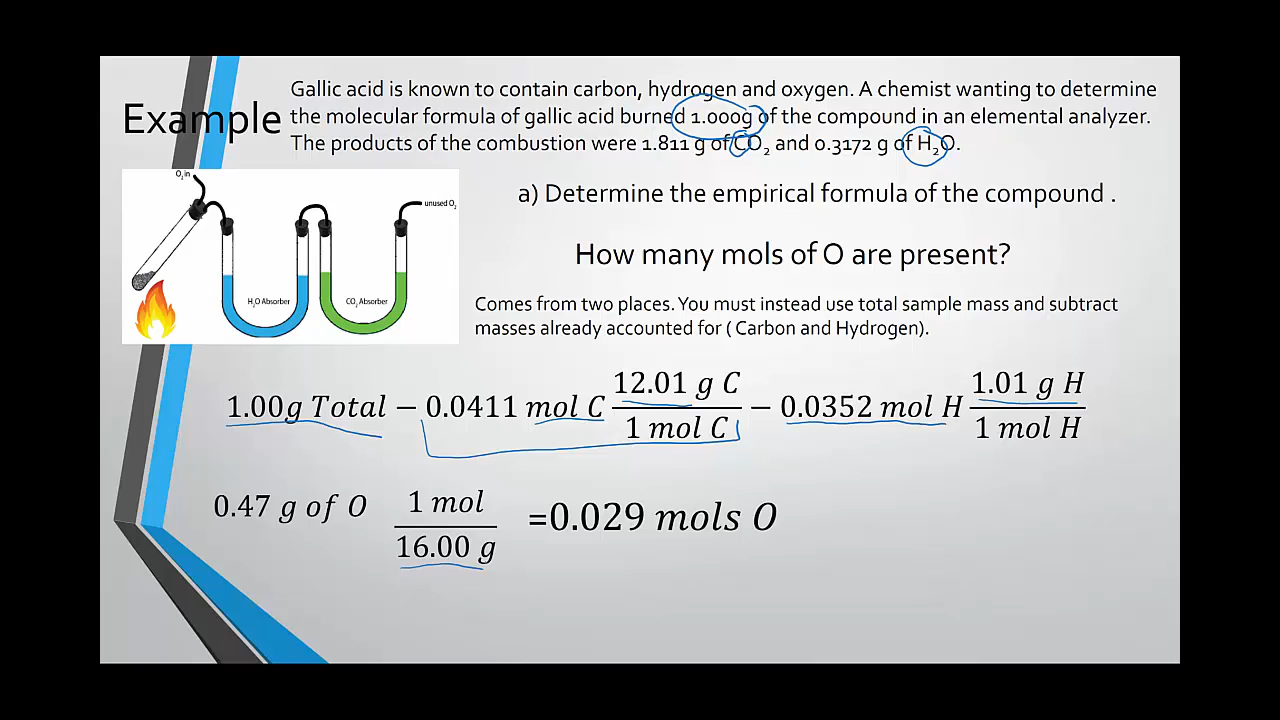 Example
Gallic acid is known to contain carbon, hydrogen and oxygen. A chemist wanting to determine
the molecular formula of gallic acid burned 1.000g of the compound in an elemental analyzer.
The products of the combustion were 1.811 g of CO₂ and 0.3172 g of H₂O.
O₂ in
unused O₂
H₂O Absorber
CO₂ Absorber
a) Determine the empirical formula of the compound .
How many mols of O are present?
Comes from two places. You must instead use total sample mass and subtract
masses already accounted for ( Carbon and Hydrogen).
1.00g Total − 0.0411 mol C 12.01 g C / 1 mol C − 0.0352 mol H 1.01 g H / 1 mol H
0.47 g of O 1 mol / 16.00 g =0.029 mols O